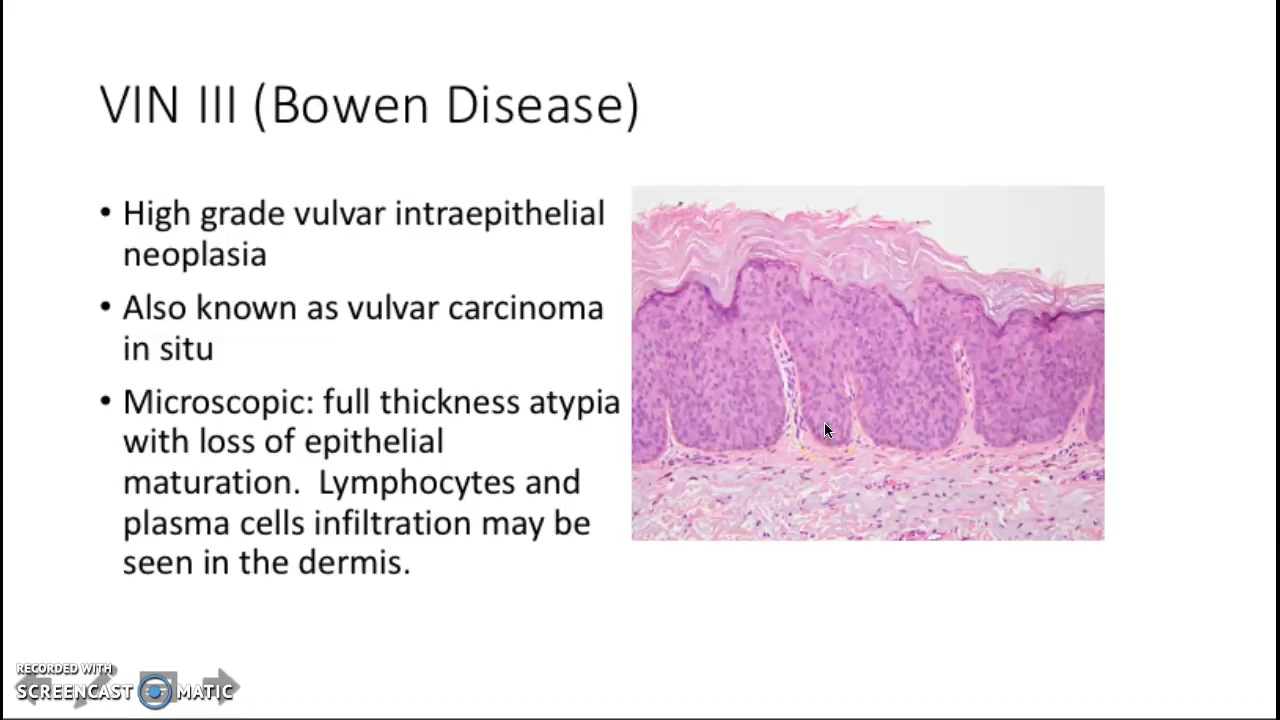 VIN III (Bowen Disease)
• High grade vulvar intraepithelial
neoplasia
• Also known as vulvar carcinoma
in situ
• Microscopic: full thickness atypia
with loss of epithelial
maturation.  Lymphocytes and
plasma cells infiltration may be
seen in the dermis.
RECORDED WITH
SCREENCAST MATIC